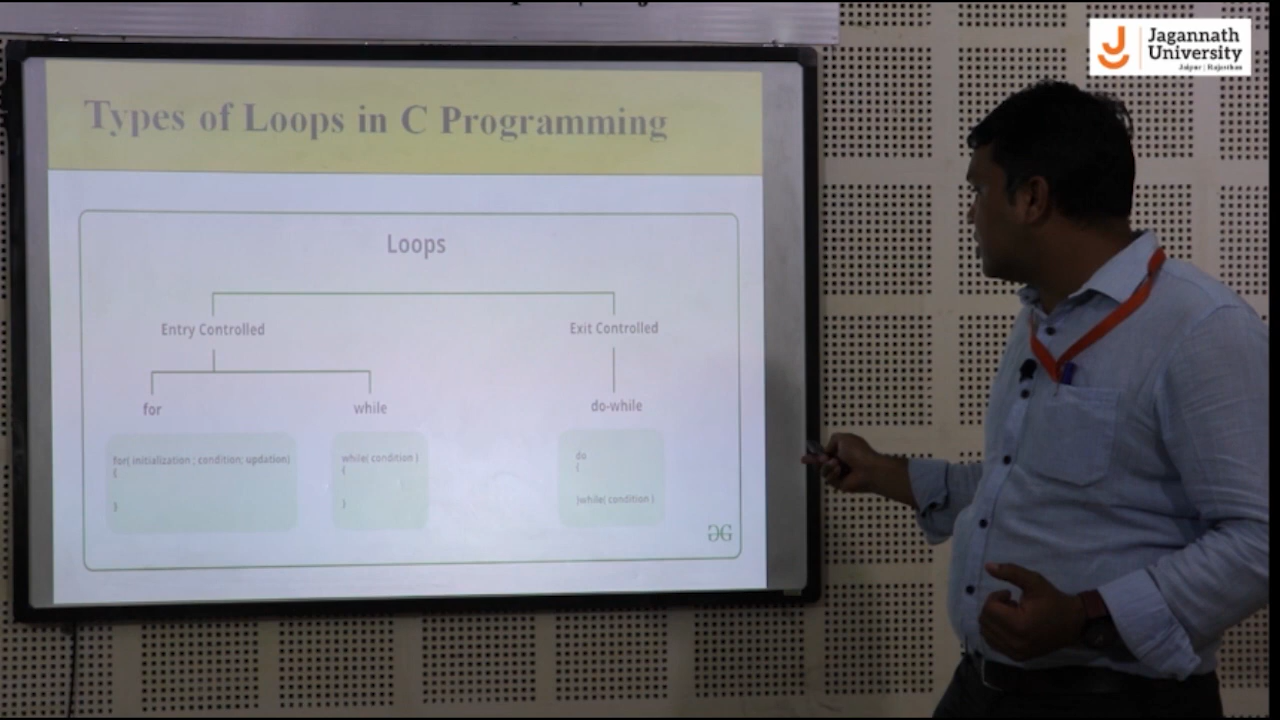 Jagannath
University
Jaipur | Rajasthan
Types of Loops in C Programming
Loops
Entry Controlled
Exit Controlled
for
while
do-while
for( initialization ; condition; updation)
{
}
while( condition )
{
}
do
{
}while( condition )